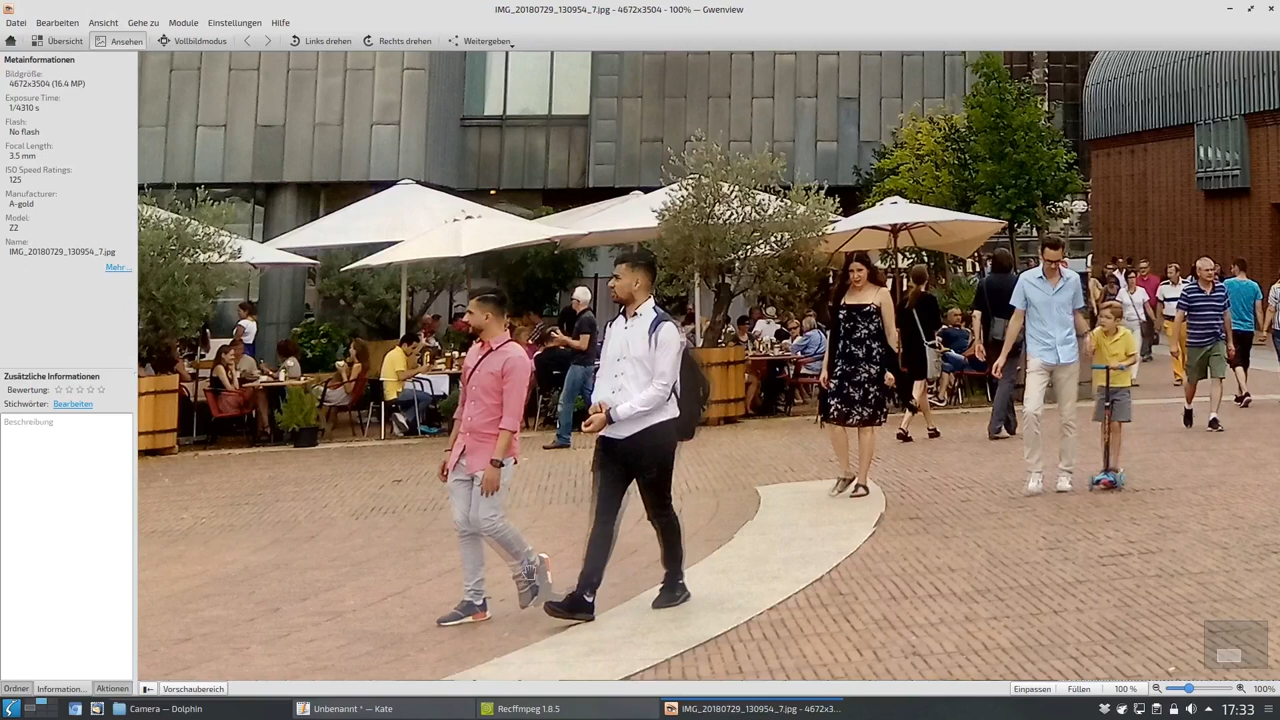 IMG_20180729_130954_7.jpg - 4672x3504 - 100% — Gwenview
Datei Bearbeiten Ansicht Gehe zu Module Einstellungen Hilfe
Übersicht Ansehen Vollbildmodus Links drehen Rechts drehen Weitergeben
Metainformationen
Bildgröße:
4672x3504 (16.4 MP)
Exposure Time:
1/4310 s
Flash:
No flash
Focal Length:
3.5 mm
ISO Speed Ratings:
125
Manufacturer:
A-gold
Model:
Z2
Name:
IMG_20180729_130954_7.jpg
Mehr...
Zusätzliche Informationen
Bewertung:
Stichwörter: Bearbeiten
Beschreibung
Ordner Information... Aktionen Vorschaubereich Einpassen Füllen 100 % 100%
Camera — Dolphin Unbenannt * — Kate Recffmpeg 1.8.5 IMG_20180729_130954_7.jpg - 4672x3... 17:33